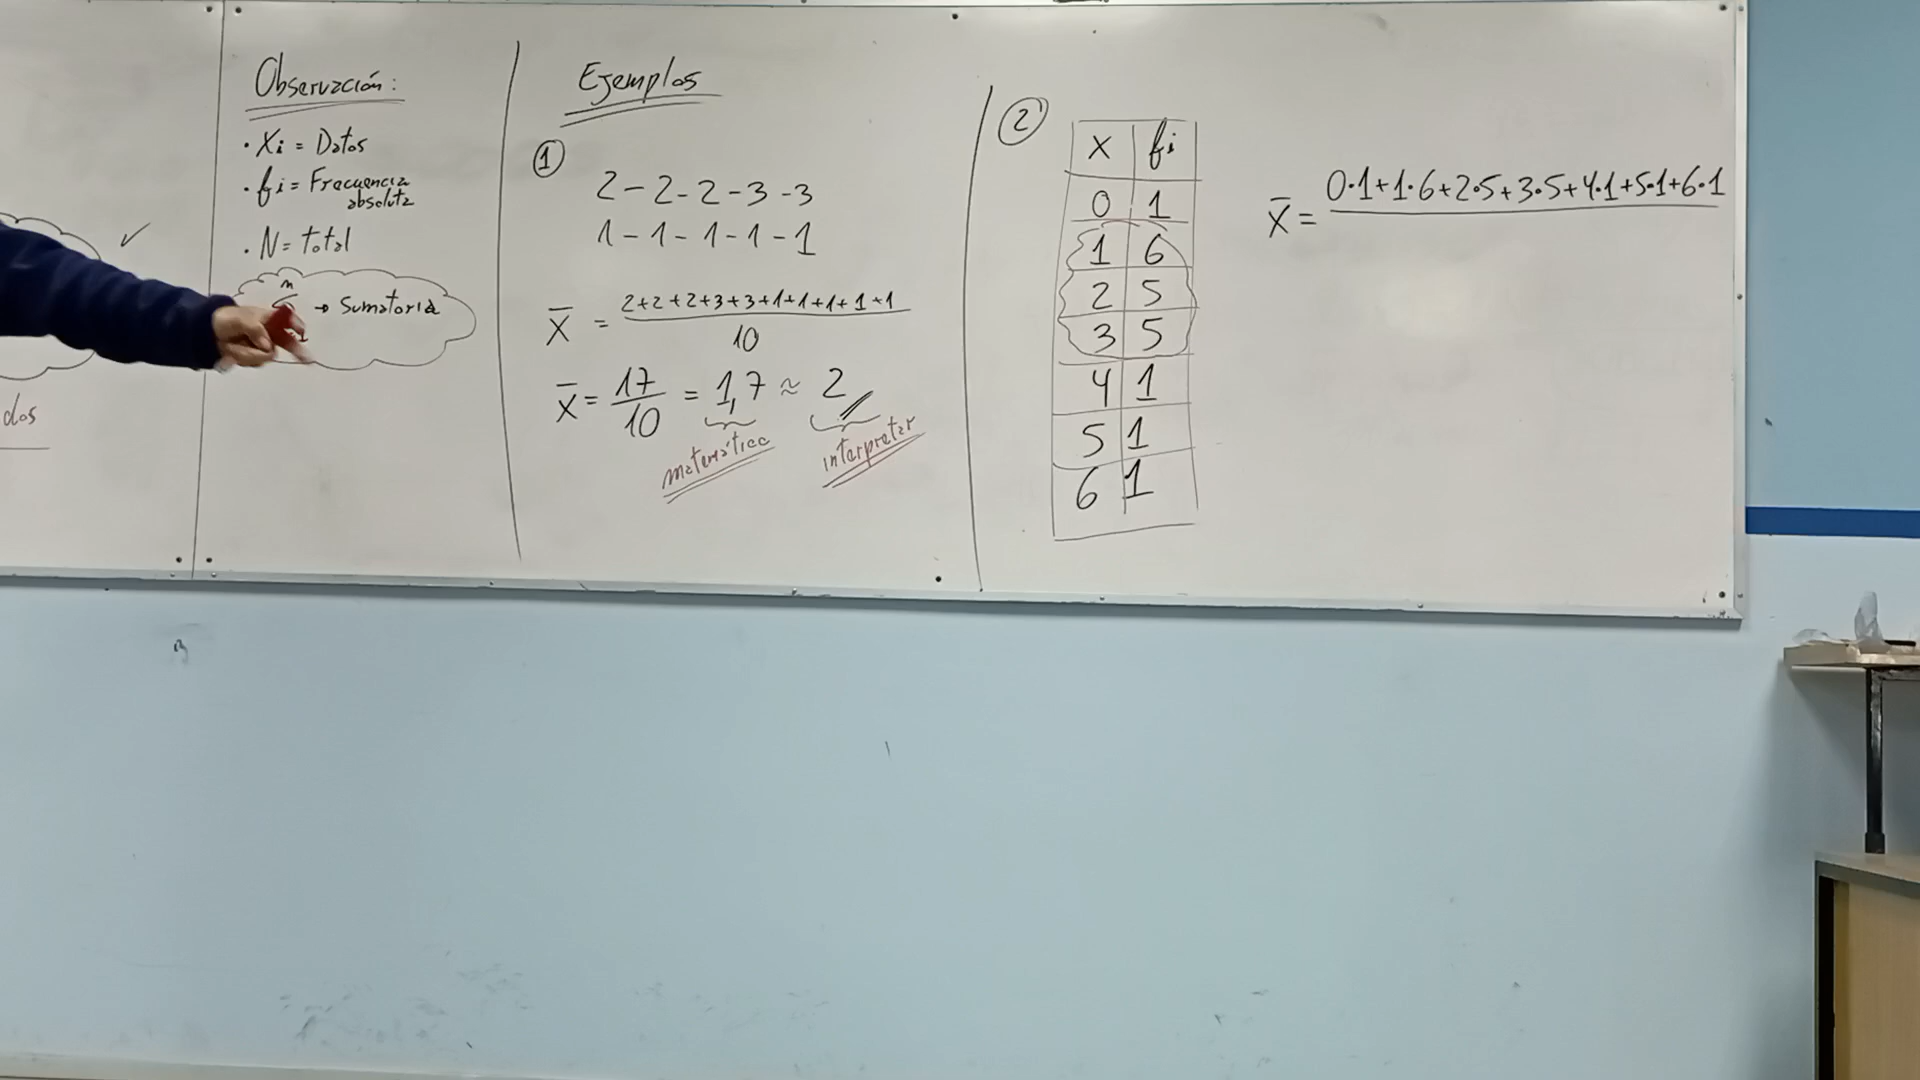 Observación:
• Xi = Datos
• fi = Frecuencia
absoluta
• N = total
n
→ Sumatoria
dos
Ejemplos
①
2 - 2 - 2 - 3 - 3
1 - 1 - 1 - 1 - 1
X̄ = 2+2+2+3+3+1+1+1+1+1
10
X̄ = 17/10 = 1,7 ≈ 2
matemática
interpretar
②
X fi
0 1
1 6
2 5
3 5
4 1
5 1
6 1
X̄ = 0·1+1·6+2·5+3·5+4·1+5·1+6·1